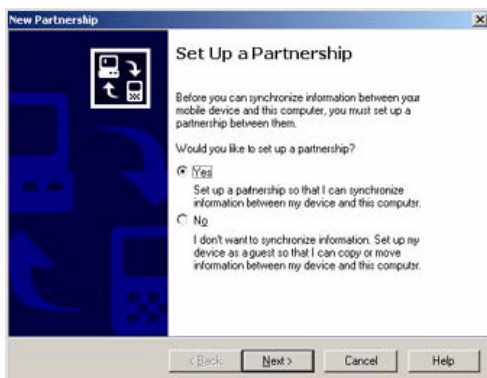 New Partnership
Set Up a Partnership
Before you can synchronize information between your
mobile device and this computer, you must set up a
partnership between them.
Would you like to set up a partnership?
Yes
Set up a partnership so that I can synchronize
information between my device and this computer.
No
I don't want to synchronize information. Set up my
device as a guest so that I can copy or move
information between my device and this computer.
< Back
Next >
Cancel
Help